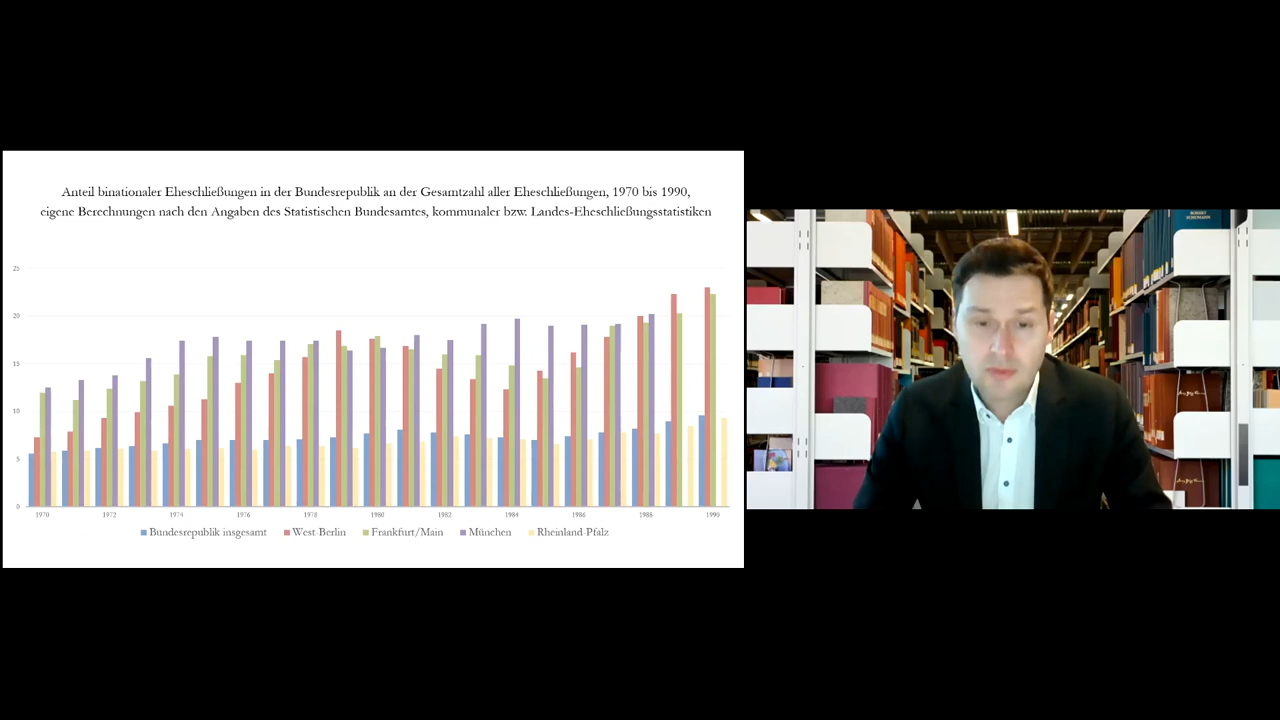 Anteil binationaler Eheschließungen in der Bundesrepublik an der Gesamtzahl aller Eheschließungen, 1970 bis 1990,
eigene Berechnungen nach den Angaben des Statistischen Bundesamtes, kommunaler bzw. Landes-Eheschließungsstatistiken
25
20
15
10
5
0
1970 1972 1974 1976 1978 1980 1982 1984 1986 1988 1990
Bundesrepublik insgesamt West-Berlin Frankfurt/Main München Rheinland-Pfalz
ROBERT
SCHUMANN